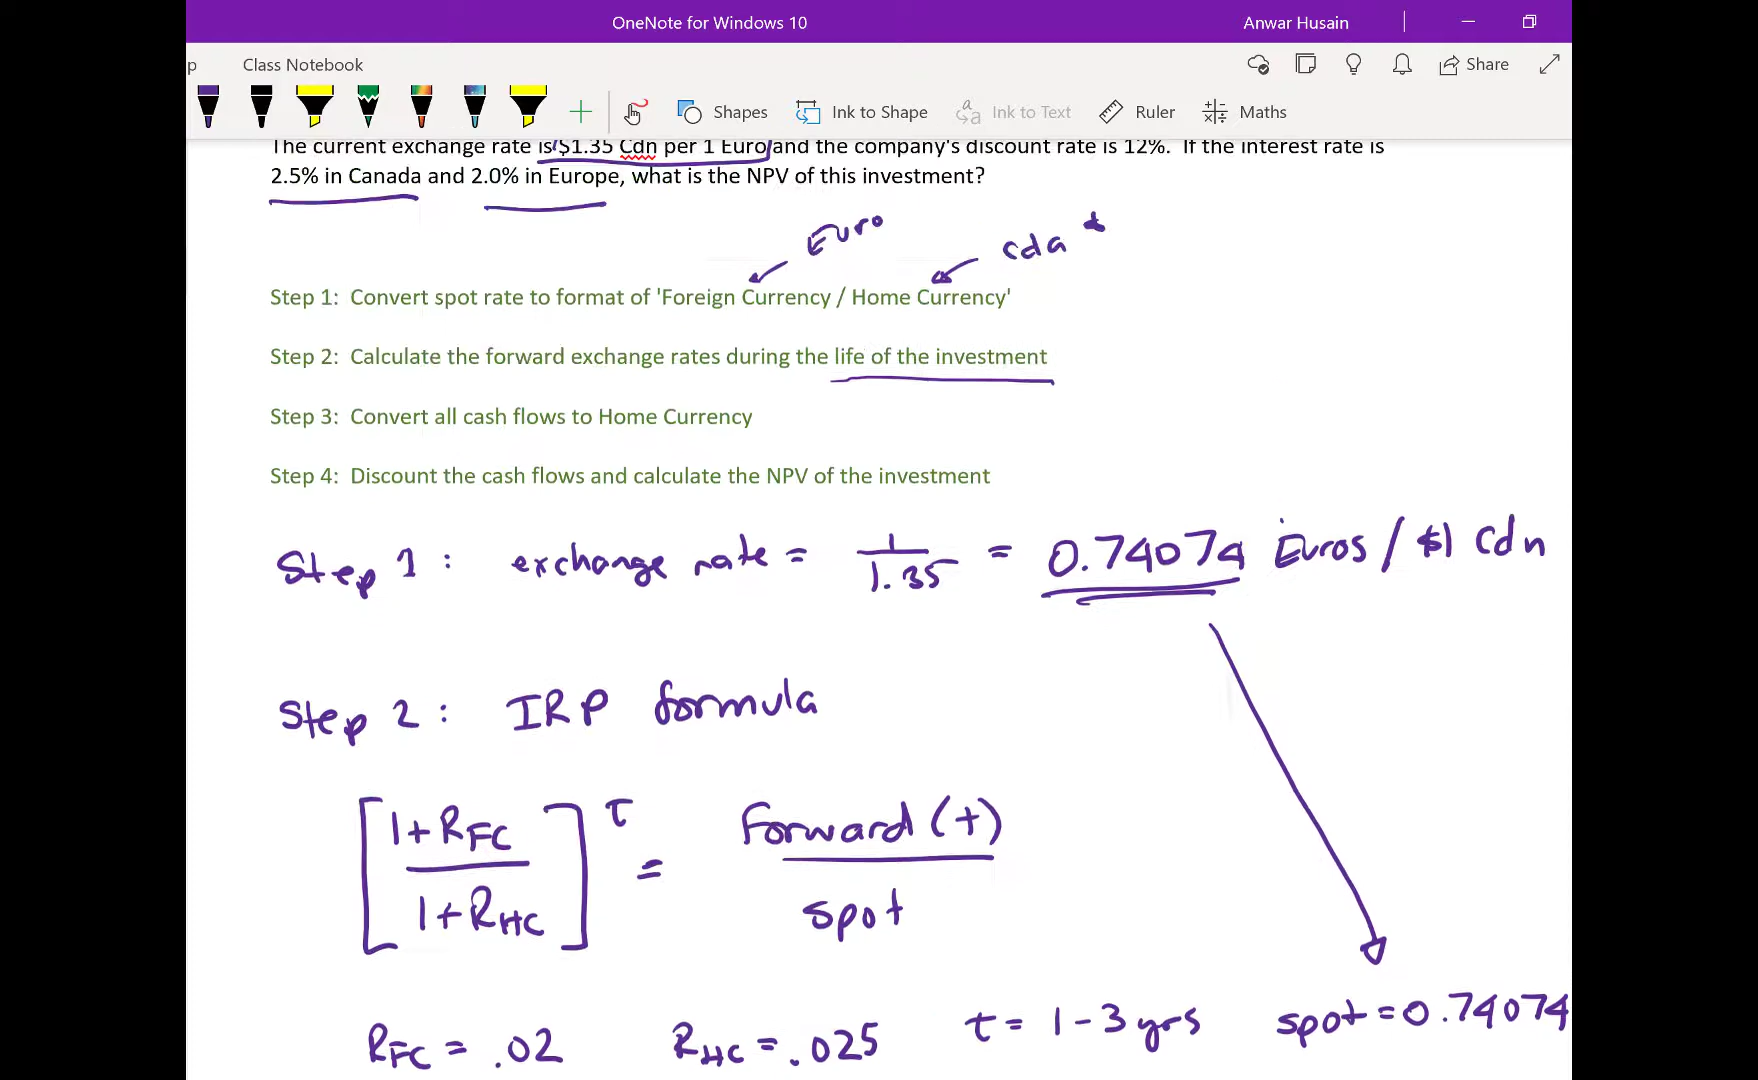 OneNote for Windows 10 Anwar Husain
p Class Notebook Share
Shapes Ink to Shape Ink to Text Ruler Maths
The current exchange rate is $1.35 Cdn per 1 Euro and the company's discount rate is 12%. If the interest rate is
2.5% in Canada and 2.0% in Europe, what is the NPV of this investment?
Euro
cda $
Step 1: Convert spot rate to format of 'Foreign Currency / Home Currency'
Step 2: Calculate the forward exchange rates during the life of the investment
Step 3: Convert all cash flows to Home Currency
Step 4: Discount the cash flows and calculate the NPV of the investment
Step 1: exchange rate = 1/1.35 = 0.74074 Euros / $1 Cdn
Step 2: IRP formula
[1+RFC / 1+RHC]^t = Forward (t) / spot
RFC = .02 RHC = .025 t = 1-3 yrs spot = 0.74074